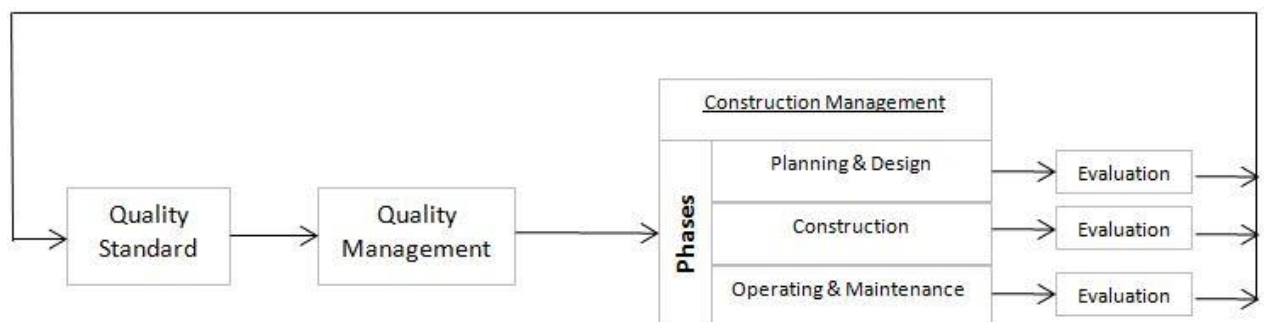 Construction Management
Planning & Design
Evaluation
Quality
Standard
Quality
Management
Phases
Construction
Evaluation
Operating & Maintenance
Evaluation